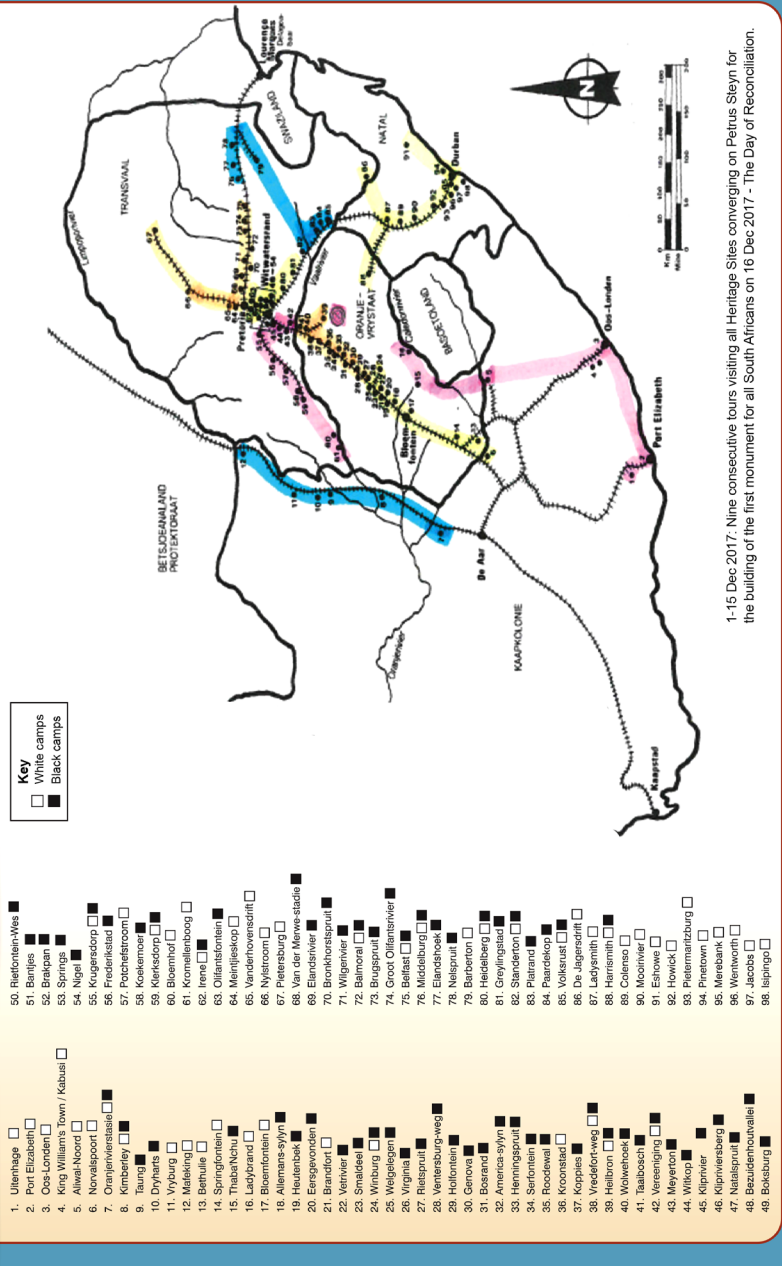 1. Uitenhage
2. Port Elizabeth
3. Oos-Londen
4. King William's Town / Kabusi
5. Aliwal-Noord
6. Norvalspoort
7. Oranjerivierstasie
8. Kimberley
9. Taung
10. Dryharts
11. Vryburg
12. Mafeking
13. Bethulie
14. Springfontein
15. Thaba'Nchu
16. Ladybrand
17. Bloemfontein
18. Allemans-sylyn
19. Heutenbek
20. Eersgevonden
21. Brandfort
22. Vetrivier
23. Smaldeel
24. Winburg
25. Welgelegen
26. Virginia
27. Rietspruit
28. Ventersburg-weg
29. Holfontein
30. Genova
31. Bosrand
32. America-sylyn
33. Henningspruit
34. Serfontein
35. Roodewal
36. Kroonstad
37. Koppies
38. Vredefort-weg
39. Heilbron
40. Wolwehoek
41. Taaibosch
42. Vereeniging
43. Meyerton
44. Witkop
45. Kliprivier
46. Klipriviersberg
47. Natalspruit
48. Bezuidenhoutvallei
49. Boksburg
50. Rietfontein-Wes
51. Bantjes
52. Brakpan
53. Springs
54. Nigel
55. Krugersdorp
56. Frederikstad
57. Potchefstroom
58. Koekemoer
59. Klerksdorp
60. Bloemhof
61. Kromellenboog
62. Irene
63. Olifantsfontein
64. Meintjieskop
65. Vanderhovensdrift
66. Nylstroom
67. Pietersburg
68. Van der Merwe-stadie
69. Elandsrivier
70. Bronkhorstspruit
71. Wilgerivier
72. Balmoral
73. Brugspruit
74. Groot Olifantsrivier
75. Belfast
76. Middelburg
77. Elandshoek
78. Nelspruit
79. Barberton
80. Heidelberg
81. Greylingstad
82. Standerton
83. Platrand
84. Paardekop
85. Volksrust
86. De Jagersdrift
87. Ladysmith
88. Harrismith
89. Colenso
90. Mooirivier
91. Eshowe
92. Howick
93. Pietermaritzburg
94. Pinetown
95. Merebank
96. Wentworth
97. Jacobs
98. Isipingo
Key
White camps
Black camps
BETSJOEANALAND
PROTEKTORAAT
Limpoporivier
TRANSVAAL
Lourenço
Marques
Delagoa-
baai
SWAZILAND
Pretoria
Witwatersrand
48-54
Vaalrivier
ORANJE-
VRYSTAAT
NATAL
Durban
Caledonrivier
BASOETOLAND
Bloem-
fontein
Oranjerivier
De Aar
KAAPKOLONIE
Oos-Londen
Port Elizabeth
Kaapstad
N
Km
Mine
1-15 Dec 2017: Nine consecutive tours visiting all Heritage Sites converging on Petrus Steyn for
the building of the first monument for all South Africans on 16 Dec 2017 - The Day of Reconciliation.